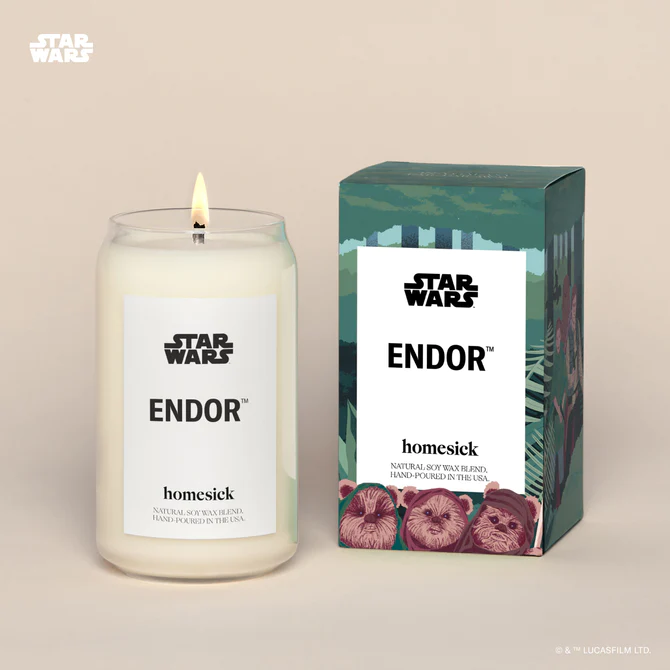 STAR
WARS
STAR
WARS
ENDOR™
homesick
NATURAL SOY WAX BLEND,
HAND-POURED IN THE USA.
STAR
WARS
ENDOR™
homesick
NATURAL SOY WAX BLEND,
HAND-POURED IN THE USA.
© & ™ LUCASFILM LTD.